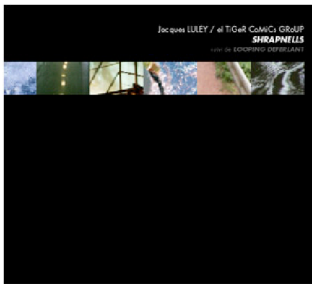 Jacques LULEY / el TiGeR CoMiCs GRoUP
SHRAPNELLS
suivi de LOOPING DEFERLANT